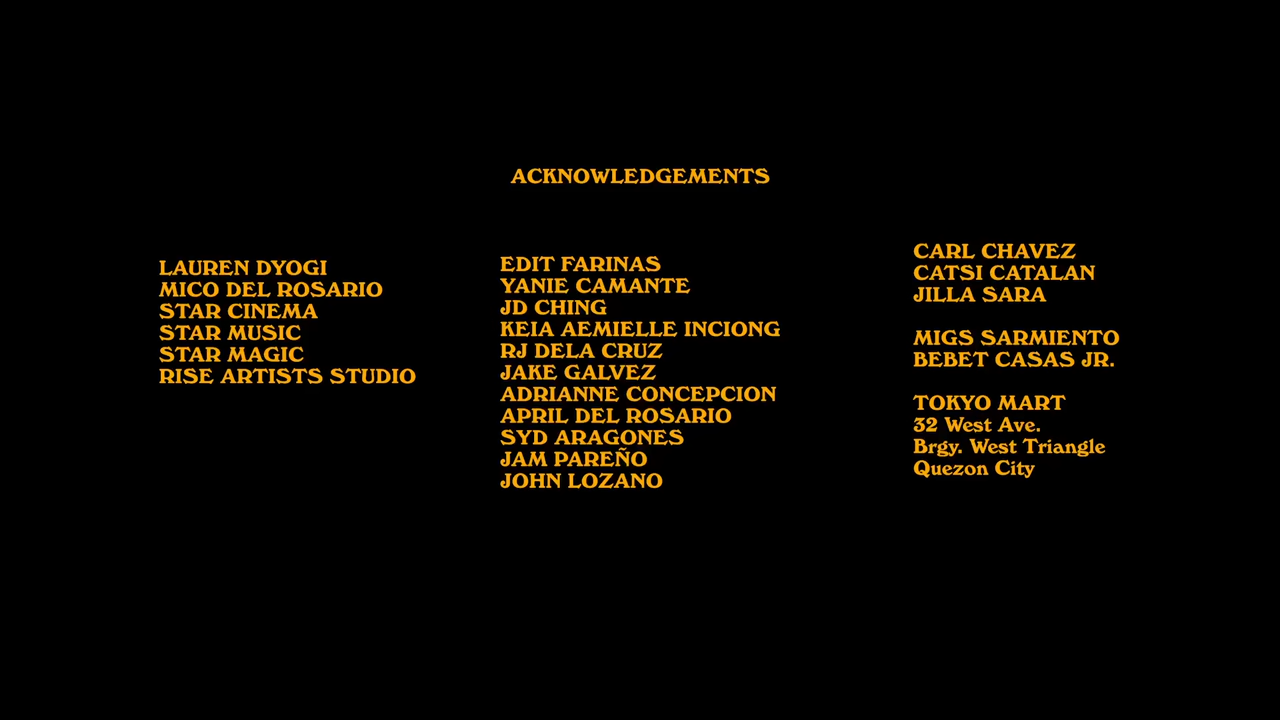 ACKNOWLEDGEMENTS
LAUREN DYOGI
MICO DEL ROSARIO
STAR CINEMA
STAR MUSIC
STAR MAGIC
RISE ARTISTS STUDIO
EDIT FARINAS
YANIE CAMANTE
JD CHING
KEIA AEMIELLE INCIONG
RJ DELA CRUZ
JAKE GALVEZ
ADRIANNE CONCEPCION
APRIL DEL ROSARIO
SYD ARAGONES
JAM PAREÑO
JOHN LOZANO
CARL CHAVEZ
CATSI CATALAN
JILLA SARA
MIGS SARMIENTO
BEBET CASAS JR.
TOKYO MART
32 West Ave.
Brgy. West Triangle
Quezon City